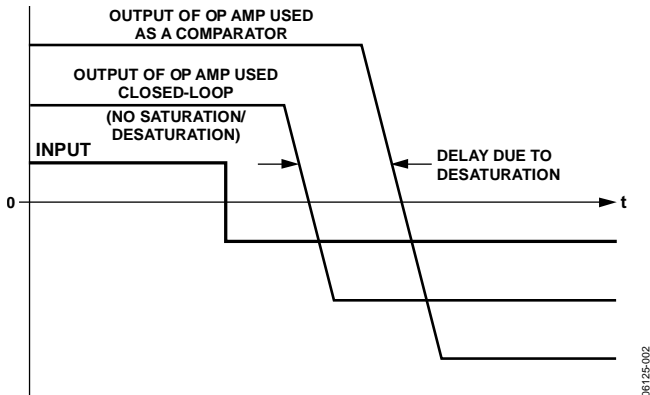 OUTPUT OF OP AMP USED
AS A COMPARATOR
OUTPUT OF OP AMP USED
CLOSED-LOOP
(NO SATURATION/
DESATURATION)
INPUT
DELAY DUE TO
DESATURATION
0
t
06125-002